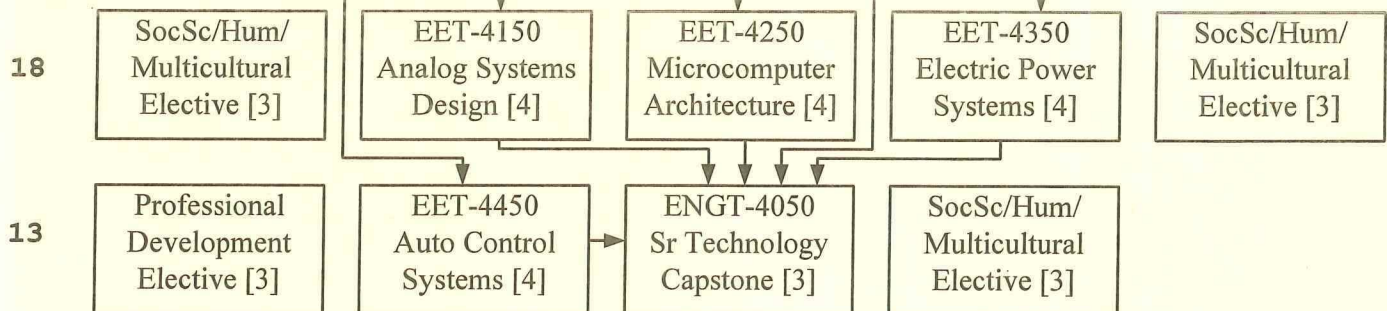 18
SocSc/Hum/
Multicultural
Elective [3]
EET-4150
Analog Systems
Design [4]
EET-4250
Microcomputer
Architecture [4]
EET-4350
Electric Power
Systems [4]
SocSc/Hum/
Multicultural
Elective [3]
13
Professional
Development
Elective [3]
EET-4450
Auto Control
Systems [4]
ENGT-4050
Sr Technology
Capstone [3]
SocSc/Hum/
Multicultural
Elective [3]